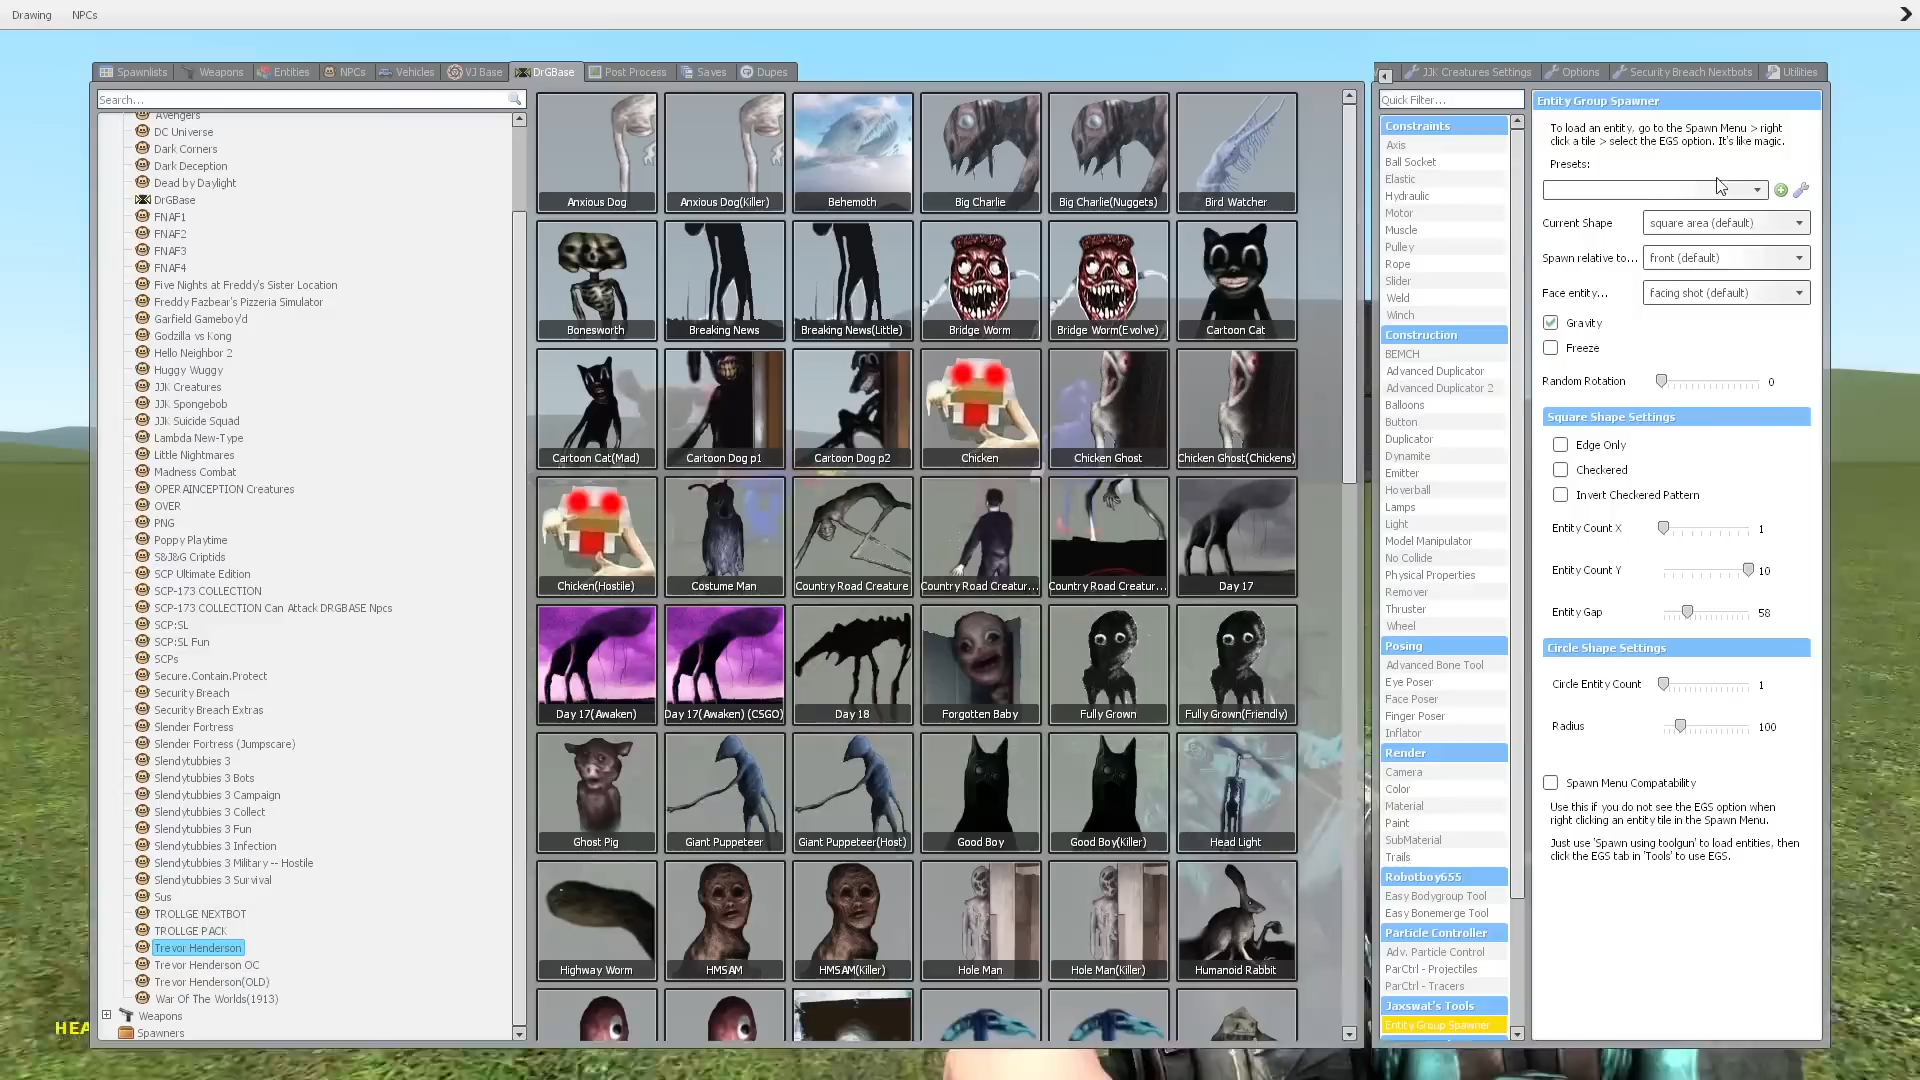 Drawing NPCs
Spawnlists Weapons Entities NPCs Vehicles VJ Base DrGBase Post Process Saves Dupes
JJK Creatures Settings Options Security Breach Nextbots Utilities
Search...
Avengers
DC Universe
Dark Corners
Dark Deception
Dead by Daylight
DrGBase
FNAF1
FNAF2
FNAF3
FNAF4
Five Nights at Freddy's Sister Location
Freddy Fazbear's Pizzeria Simulator
Garfield Gameboy'd
Godzilla vs Kong
Hello Neighbor 2
Huggy Wuggy
JJK Creatures
JJK Spongebob
JJK Suicide Squad
Lambda New-Type
Little Nightmares
Madness Combat
OPERAINCEPTION Creatures
OVER
PNG
Poppy Playtime
S&J&G Criptids
SCP Ultimate Edition
SCP-173 COLLECTION
SCP-173 COLLECTION Can Attack DRGBASE Npcs
SCP:SL
SCP:SL Fun
SCPs
Secure.Contain.Protect
Security Breach
Security Breach Extras
Slender Fortress
Slender Fortress (Jumpscare)
Slendytubbies 3
Slendytubbies 3 Bots
Slendytubbies 3 Campaign
Slendytubbies 3 Collect
Slendytubbies 3 Fun
Slendytubbies 3 Infection
Slendytubbies 3 Military -- Hostile
Slendytubbies 3 Survival
Sus
TROLLGE NEXTBOT
TROLLGE PACK
Trevor Henderson
Trevor Henderson OC
Trevor Henderson(OLD)
War Of The Worlds(1913)
Weapons
Spawners
HEA
Anxious Dog Anxious Dog(Killer) Behemoth Big Charlie Big Charlie(Nuggets) Bird Watcher
Bonesworth Breaking News Breaking News(Little) Bridge Worm Bridge Worm(Evolve) Cartoon Cat
Cartoon Cat(Mad) Cartoon Dog p1 Cartoon Dog p2 Chicken Chicken Ghost Chicken Ghost(Chickens)
Chicken(Hostile) Costume Man Country Road Creature Country Road Creatur... Country Road Creatur... Day 17
Day 17(Awaken) Day 17(Awaken) (CSGO) Day 18 Forgotten Baby Fully Grown Fully Grown(Friendly)
Ghost Pig Giant Puppeteer Giant Puppeteer(Host) Good Boy Good Boy(Killer) Head Light
Highway Worm HMSAM HMSAM(Killer) Hole Man Hole Man(Killer) Humanoid Rabbit
Quick Filter...
Constraints
Axis
Ball Socket
Elastic
Hydraulic
Motor
Muscle
Pulley
Rope
Slider
Weld
Winch
Construction
BEMCH
Advanced Duplicator
Advanced Duplicator 2
Balloons
Button
Duplicator
Dynamite
Emitter
Hoverball
Lamps
Light
Model Manipulator
No Collide
Physical Properties
Remover
Thruster
Wheel
Posing
Advanced Bone Tool
Eye Poser
Face Poser
Finger Poser
Inflator
Render
Camera
Color
Material
Paint
SubMaterial
Trails
Robotboy655
Easy Bodygroup Tool
Easy Bonemerge Tool
Particle Controller
Adv. Particle Control
ParCtrl - Projectiles
ParCtrl - Tracers
Jaxswat's Tools
Entity Group Spawner
Entity Group Spawner
To load an entity, go to the Spawn Menu > right
click a tile > select the EGS option. It's like magic.
Presets:
Current Shape square area (default)
Spawn relative to... front (default)
Face entity... facing shot (default)
Gravity
Freeze
Random Rotation 0
Square Shape Settings
Edge Only
Checkered
Invert Checkered Pattern
Entity Count X 1
Entity Count Y 10
Entity Gap 58
Circle Shape Settings
Circle Entity Count 1
Radius 100
Spawn Menu Compatability
Use this if you do not see the EGS option when
right clicking an entity tile in the Spawn Menu.
Just use 'Spawn using toolgun' to load entities, then
click the EGS tab in 'Tools' to use EGS.